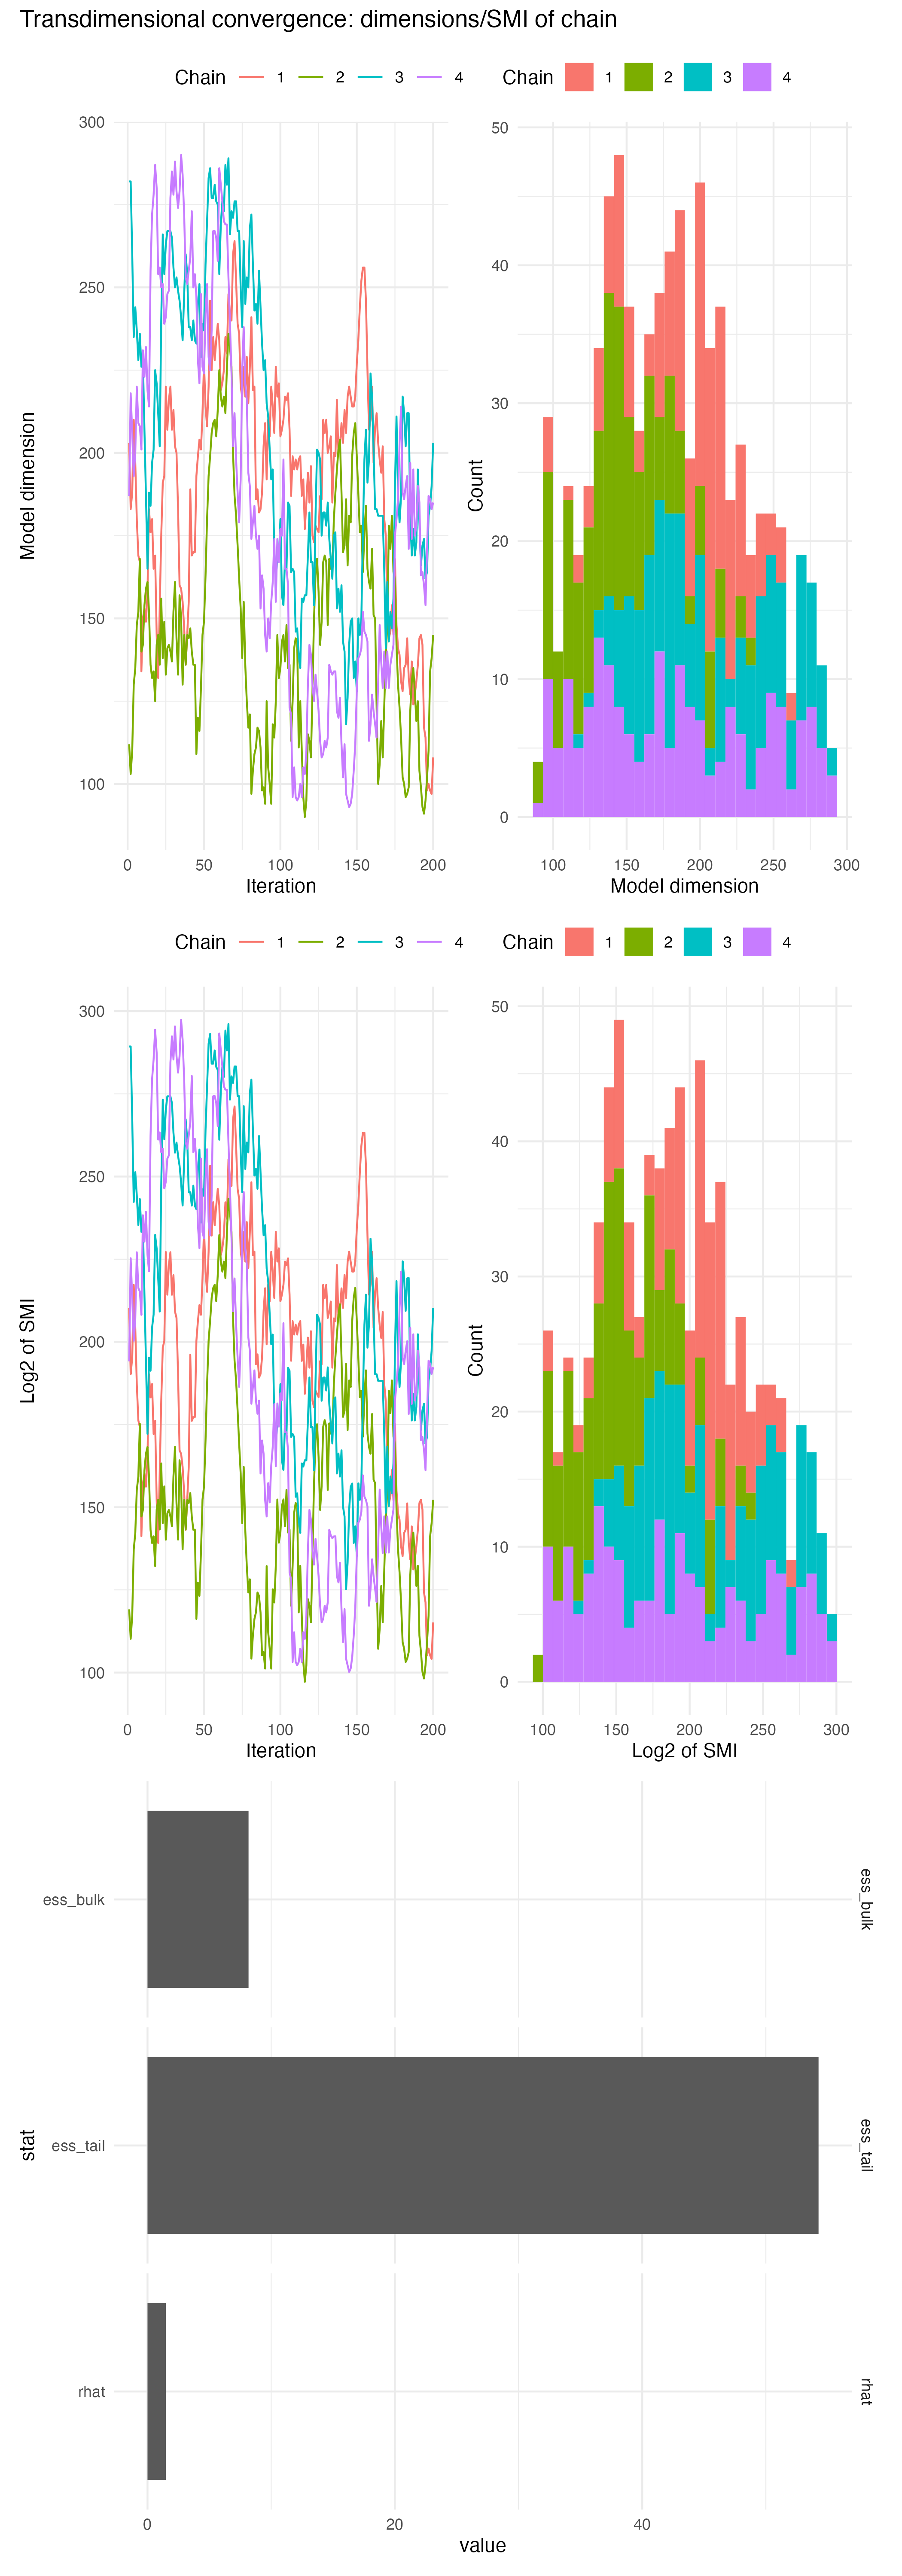 Transdimensional convergence: dimensions/SMI of chain
Chain 1 2 3 4
Chain 1 2 3 4
300
250
200
150
100
Model dimension
0 50 100 150 200
Iteration
50
40
30
20
10
0
Count
100 150 200 250 300
Model dimension
Chain 1 2 3 4
Chain 1 2 3 4
300
250
200
150
100
Log2 of SMI
0 50 100 150 200
Iteration
50
40
30
20
10
0
Count
100 150 200 250 300
Log2 of SMI
stat
ess_bulk
ess_bulk
ess_tail
ess_tail
rhat
rhat
0 20 40
value